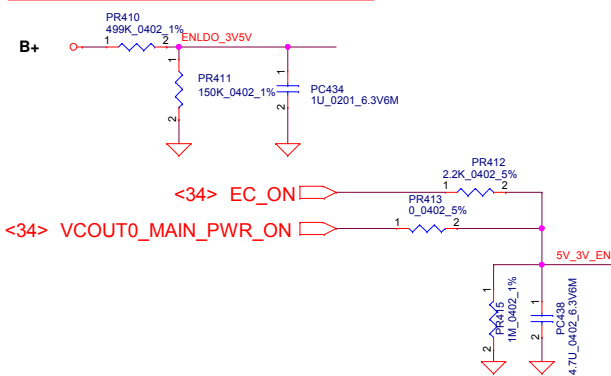 PR410
499K_0402_1%
B+
1
2
ENLDO_3V5V
1
PR411
150K_0402_1%
2
1
PC434
1U_0201_6.3V6M
2
PR412
2.2K_0402_5%
<34> EC_ON
1
2
PR413
0_0402_5%
<34> VCOUT0_MAIN_PWR_ON
1
2
5V_3V_EN
1
PR415
1M_0402_1%
2
1
PC438
4.7U_0402_6.3V6M
2